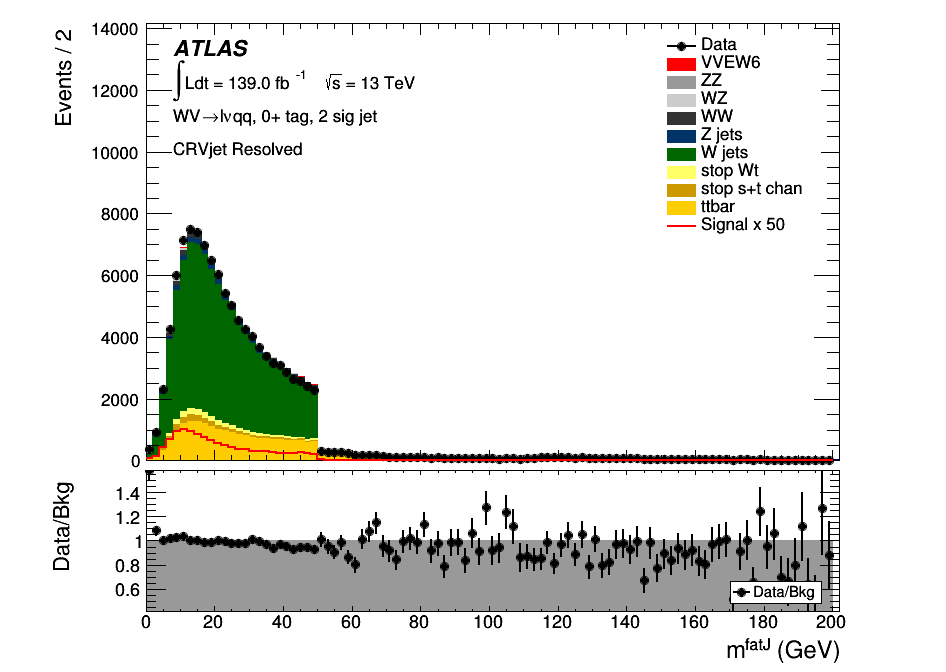 14000
12000
10000
8000
6000
4000
2000
0
Events / 2
ATLAS
∫Ldt = 139.0 fb⁻¹ √s = 13 TeV
WV→lνqq, 0+ tag, 2 sig jet
CRVjet Resolved
Data
VVEW6
ZZ
WZ
WW
Z jets
W jets
stop Wt
stop s+t chan
ttbar
Signal x 50
1.4
1.2
1
0.8
0.6
Data/Bkg
Data/Bkg
0 20 40 60 80 100 120 140 160 180 200
m^fatJ (GeV)